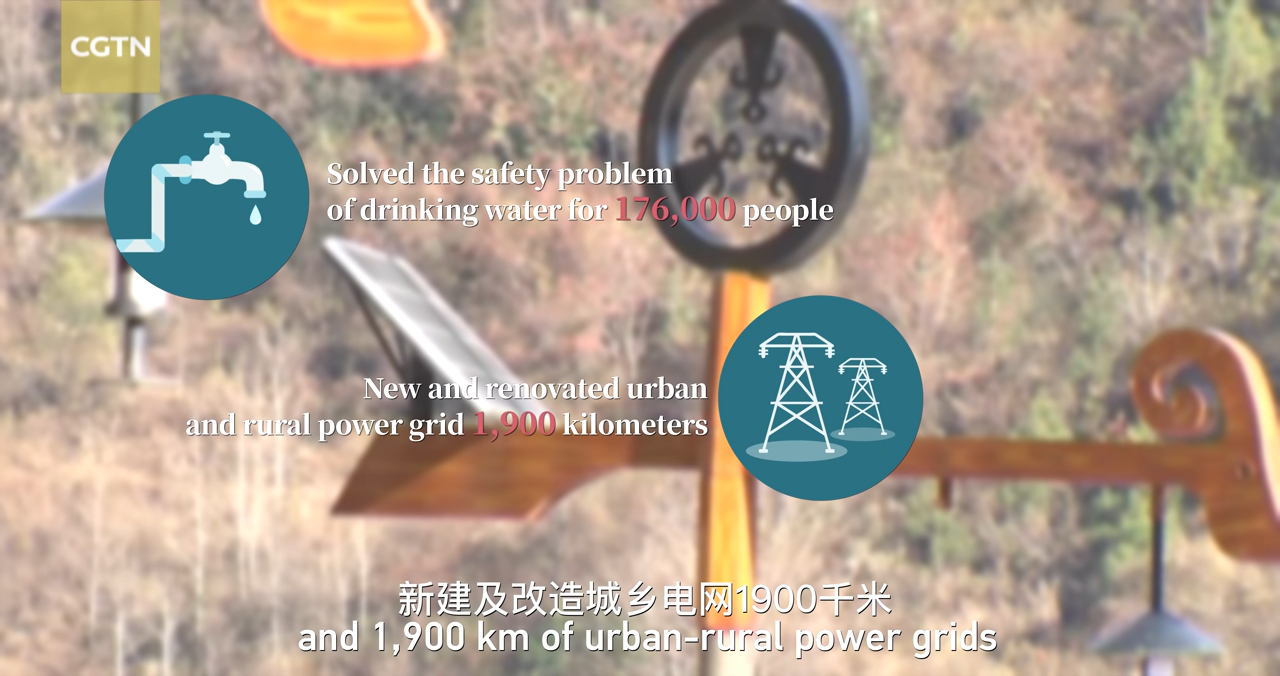 CGTN
Solved the safety problem
of drinking water for 176,000 people
New and renovated urban
and rural power grid 1,900 kilometers
新建及改造城乡电网1900千米
and 1,900 km of urban-rural power grids